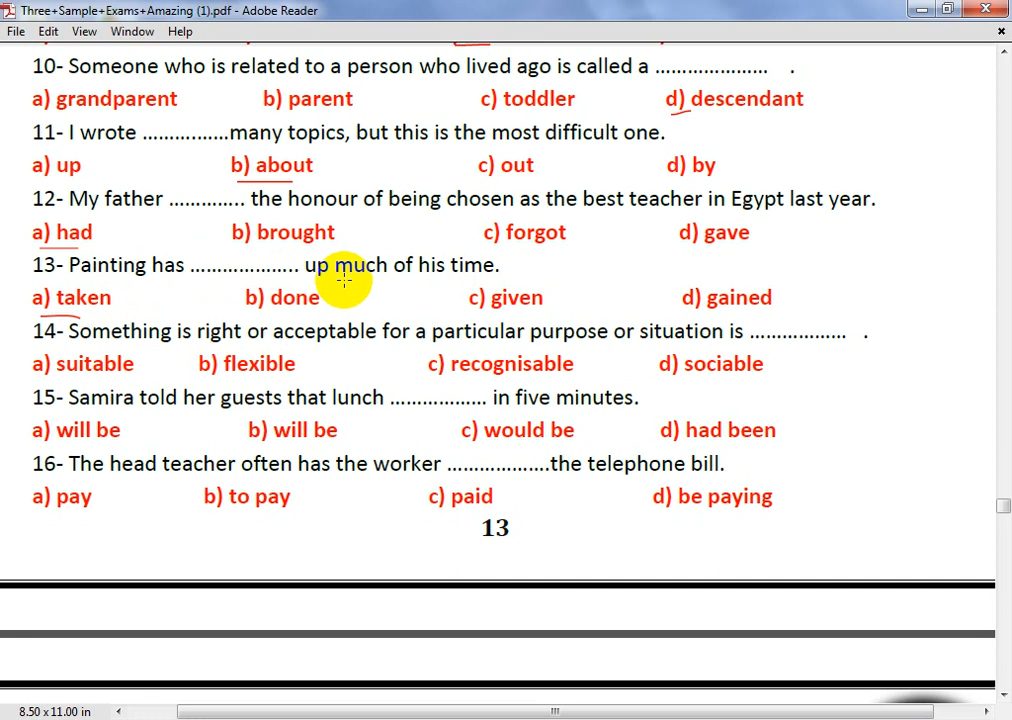 Three+Sample+Exams+Amazing (1).pdf - Adobe Reader
File Edit View Window Help
10- Someone who is related to a person who lived ago is called a ………………… .
a) grandparent b) parent c) toddler d) descendant
11- I wrote ……………many topics, but this is the most difficult one.
a) up b) about c) out d) by
12- My father ………….. the honour of being chosen as the best teacher in Egypt last year.
a) had b) brought c) forgot d) gave
13- Painting has ………………... up much of his time.
a) taken b) done c) given d) gained
14- Something is right or acceptable for a particular purpose or situation is ……………… .
a) suitable b) flexible c) recognisable d) sociable
15- Samira told her guests that lunch ……………… in five minutes.
a) will be b) will be c) would be d) had been
16- The head teacher often has the worker ……………….the telephone bill.
a) pay b) to pay c) paid d) be paying
13
8.50 x 11.00 in